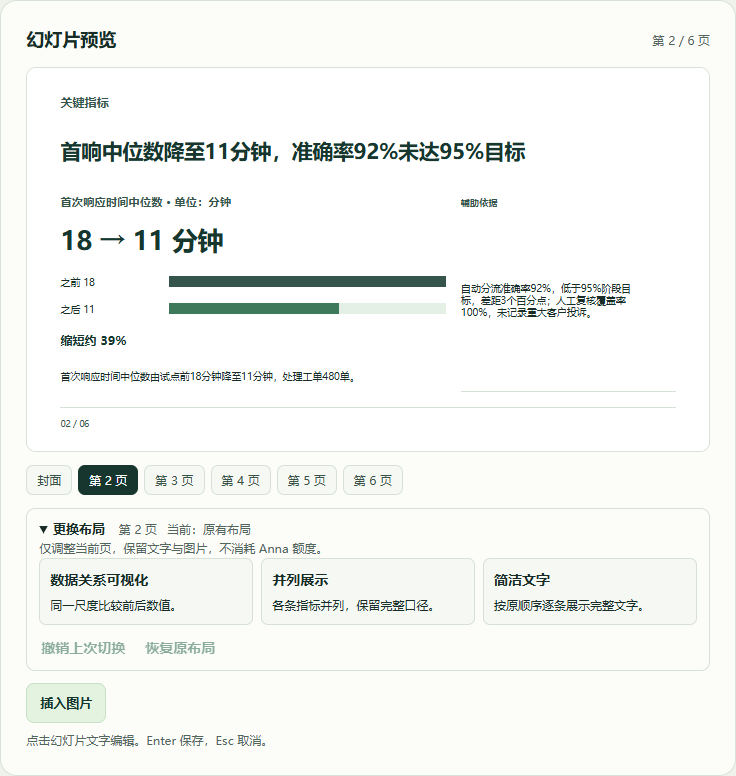 幻灯片预览
第 2 / 6 页
关键指标
首响中位数降至11分钟，准确率92%未达95%目标
首次响应时间中位数 • 单位：分钟
18 → 11 分钟
之前 18
之后 11
缩短约 39%
首次响应时间中位数由试点前18分钟降至11分钟，处理工单480单。
辅助依据
自动分流准确率92%，低于95%阶段目
标，差距3个百分点；人工复核覆盖率
100%，未记录重大客户投诉。
02 / 06
封面
第 2 页
第 3 页
第 4 页
第 5 页
第 6 页
▼ 更换布局 第 2 页 当前：原有布局
仅调整当前页，保留文字与图片，不消耗 Anna 额度。
数据关系可视化
同一尺度比较前后数值。
并列展示
各条指标并列，保留完整口径。
简洁文字
按原顺序逐条展示完整文字。
撤销上次切换
恢复原布局
插入图片
点击幻灯片文字编辑。Enter 保存，Esc 取消。